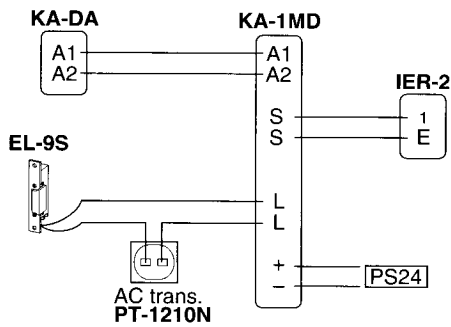 KA-DA
KA-1MD
A1
A2
A1
A2
IER-2
S
S
1
E
EL-9S
L
L
+
−
PS24
AC trans.
PT-1210N